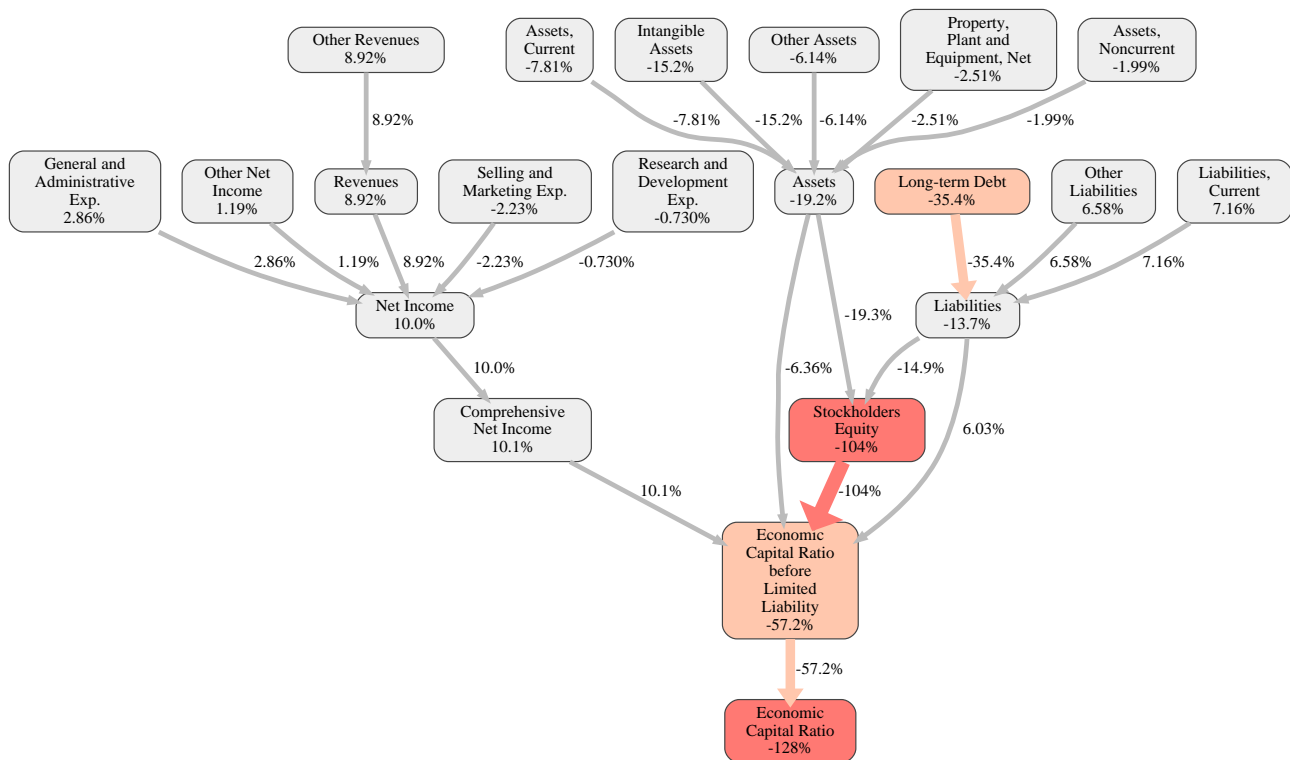 Other Revenues
8.92%
Assets,
Current
-7.81%
Intangible
Assets
-15.2%
Other Assets
-6.14%
Property,
Plant and
Equipment, Net
-2.51%
Assets,
Noncurrent
-1.99%
8.92%
-7.81%
-15.2%
-6.14%
-2.51%
-1.99%
General and
Administrative
Exp.
2.86%
Other Net
Income
1.19%
Revenues
8.92%
Selling and
Marketing Exp.
-2.23%
Research and
Development
Exp.
-0.730%
Assets
-19.2%
Long-term Debt
-35.4%
Other
Liabilities
6.58%
Liabilities,
Current
7.16%
2.86%
1.19%
8.92%
-2.23%
-0.730%
-35.4%
6.58%
7.16%
Net Income
10.0%
-19.3%
Liabilities
-13.7%
10.0%
-6.36%
-14.9%
Comprehensive
Net Income
10.1%
Stockholders
Equity
-104%
6.03%
10.1%
-104%
Economic
Capital Ratio
before
Limited
Liability
-57.2%
-57.2%
Economic
Capital Ratio
-128%